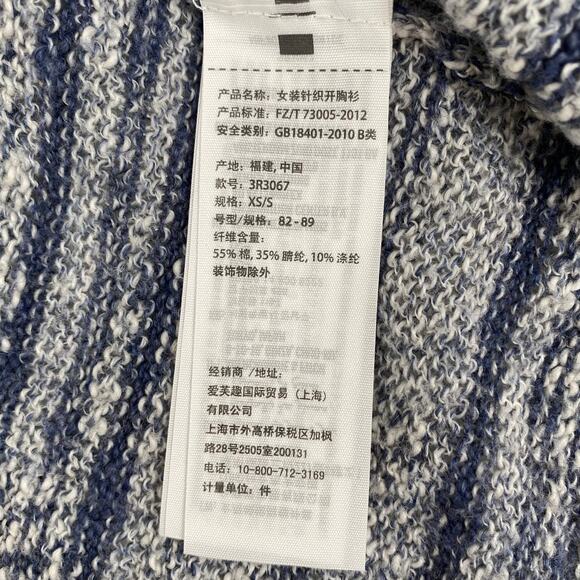 产品名称: 女装针织开胸衫
产品标准: FZ/T 73005-2012
安全类别: GB18401-2010 B类
产地: 福建, 中国
款号: 3R3067
规格: XS/S
号型/规格: 82 - 89
纤维含量:
55% 棉, 35% 腈纶, 10% 涤纶
装饰物除外
经销商 /地址:
爱芙趣国际贸易 (上海)
有限公司
上海市外高桥保税区加枫
路28号2505室200131
电话: 10-800-712-3169
计量单位: 件